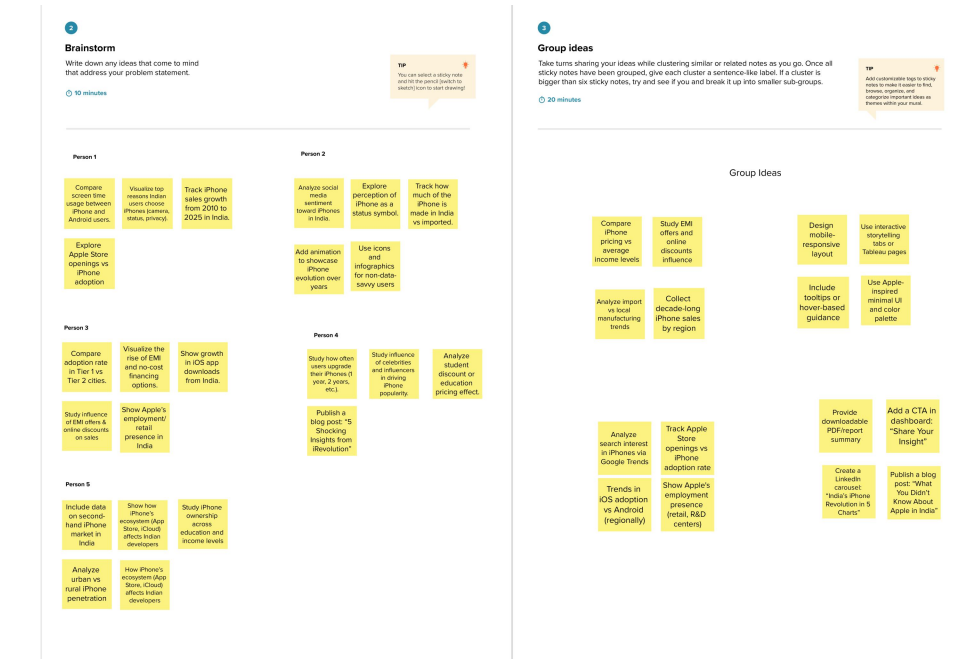 2
Brainstorm
Write down any ideas that come to mind
that address your problem statement.
10 minutes
TIP
You can select a sticky note
and hit the pencil [switch to
sketch] icon to start drawing!
Person 1
Compare
screen time
usage between
iPhone and
Android users.
Visualize top
reasons Indian
users choose
iPhones (camera,
status, privacy).
Track iPhone
sales growth
from 2010 to
2025 in India.
Explore
Apple Store
openings vs
iPhone
adoption
Person 2
Analyze social
media
sentiment
toward iPhones
in India.
Explore
perception of
iPhone as a
status symbol.
Track how
much of the
iPhone is
made in India
vs imported.
Add animation
to showcase
iPhone
evolution over
years
Use icons
and
infographics
for non-data-
savvy users
Person 3
Compare
adoption rate
in Tier 1 vs
Tier 2 cities.
Visualize the
rise of EMI
and no-cost
financing
options.
Show growth
in iOS app
downloads
from India.
Study influence
of EMI offers &
online discounts
on sales
Show Apple's
employment/
retail
presence in
India
Person 4
Study how often
users upgrade
their iPhones (1
year, 2 years,
etc.).
Study influence
of celebrities
and influencers
in driving
iPhone
popularity.
Analyze
student
discount or
education
pricing effect.
Publish a
blog post: "5
Shocking
Insights from
iRevolution"
Person 5
Include data
on second-
hand iPhone
market in
India
Show how
iPhone's
ecosystem (App
Store, iCloud)
affects Indian
developers
Study iPhone
ownership
across
education and
income levels
Analyze
urban vs
rural iPhone
penetration
How iPhone's
ecosystem (App
Store, iCloud)
affects Indian
developers
3
Group ideas
Take turns sharing your ideas while clustering similar or related notes as you go. Once all
sticky notes have been grouped, give each cluster a sentence-like label. If a cluster is
bigger than six sticky notes, try and see if you and break it up into smaller sub-groups.
20 minutes
TIP
Add customizable tags to sticky
notes to make it easier to find,
browse, organize, and
categorize important ideas as
themes within your mural.
Group Ideas
Compare
iPhone
pricing vs
average
income levels
Study EMI
offers and
online
discounts
influence
Analyze import
vs local
manufacturing
trends
Collect
decade-long
iPhone sales
by region
Design
mobile-
responsive
layout
Use interactive
storytelling
tabs or
Tableau pages
Include
tooltips or
hover-based
guidance
Use Apple-
inspired
minimal UI
and color
palette
Analyze
search interest
in iPhones via
Google Trends
Track Apple
Store
openings vs
iPhone
adoption rate
Trends in
iOS adoption
vs Android
(regionally)
Show Apple's
employment
presence
(retail, R&D
centers)
Provide
downloadable
PDF/report
summary
Add a CTA in
dashboard:
"Share Your
Insight"
Create a
LinkedIn
carousel:
"India's iPhone
Revolution in 5
Charts"
Publish a blog
post: "What
You Didn't
Know About
Apple in India"